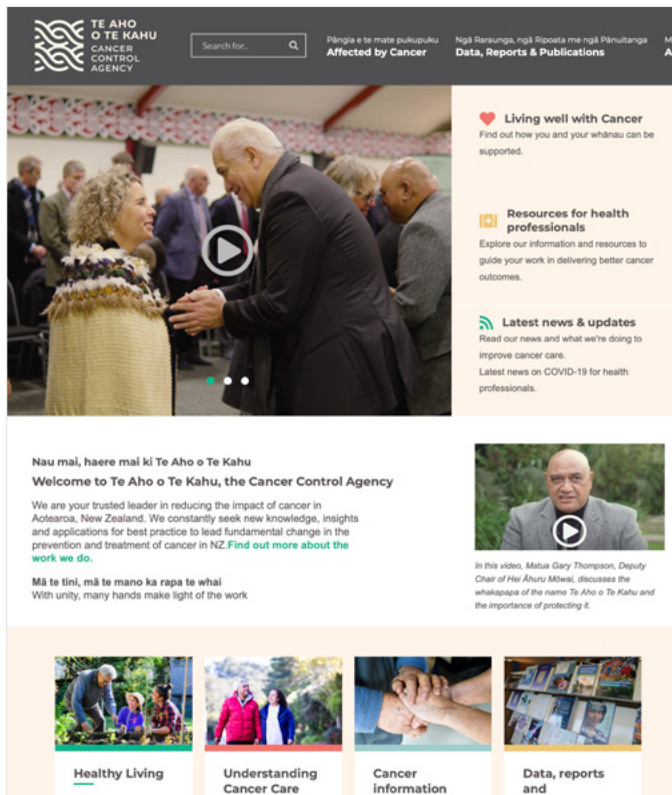 TE AHO
O TE KAHU
CANCER
CONTROL
AGENCY
Search for..
Pāngia e te mate pukupuku
Affected by Cancer
Ngā Raraunga, ngā Ripoata me ngā Pānuitanga
Data, Reports & Publications
M
A
Living well with Cancer
Find out how you and your whānau can be
supported.
Resources for health
professionals
Explore our information and resources to
guide your work in delivering better cancer
outcomes.
Latest news & updates
Read our news and what we're doing to
improve cancer care.
Latest news on COVID-19 for health
professionals.
Nau mai, haere mai ki Te Aho o Te Kahu
Welcome to Te Aho o Te Kahu, the Cancer Control Agency
We are your trusted leader in reducing the impact of cancer in
Aotearoa, New Zealand. We constantly seek new knowledge, insights
and applications for best practice to lead fundamental change in the
prevention and treatment of cancer in NZ.Find out more about the
work we do.
Mā te tini, mā te mano ka rapa te whai
With unity, many hands make light of the work
In this video, Matua Gary Thompson, Deputy
Chair of Hei Āhuru Mōwai, discusses the
whakapapa of the name Te Aho o Te Kahu and
the importance of protecting it.
Healthy Living
Understanding
Cancer Care
Cancer
information
Data, reports
and